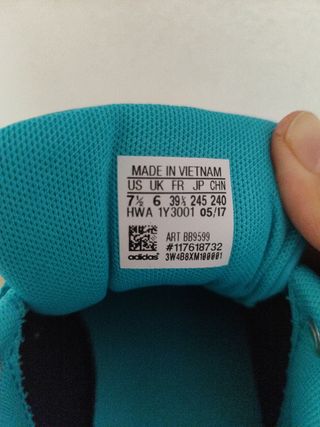 MADE IN VIETNAM
US UK FR JP CHN
7½ 6 39⅓ 245 240
HWA 1Y3001 05/17
ART BB9599
#117618732
adidas 3W4B8XM100001